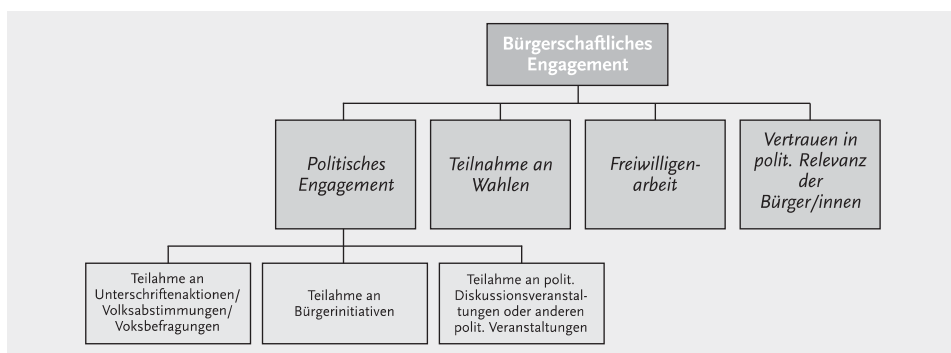 Bürgerschaftliches
Engagement
Politisches
Engagement
Teilnahme an
Wahlen
Freiwilligen-
arbeit
Vertrauen in
polit. Relevanz
der
Bürger/innen
Teilahme an
Unterschriftenaktionen/
Volksabstimmungen/
Voksbefragungen
Teilnahme an
Bürgerinitiativen
Teilnahme an polit.
Diskussionsveranstal-
tungen oder anderen
polit. Veranstaltungen